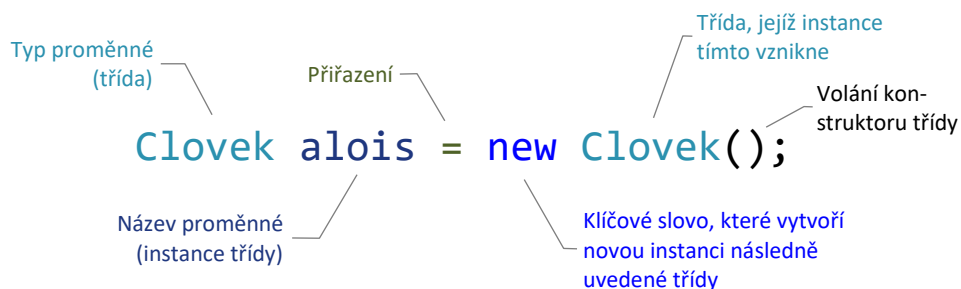 Typ proměnné
(třída)
Přiřazení
Třída, jejíž instance
tímto vznikne
Volání kon-
struktoru třídy
Clovek alois = new Clovek();
Název proměnné
(instance třídy)
Klíčové slovo, které vytvoří
novou instanci následně
uvedené třídy